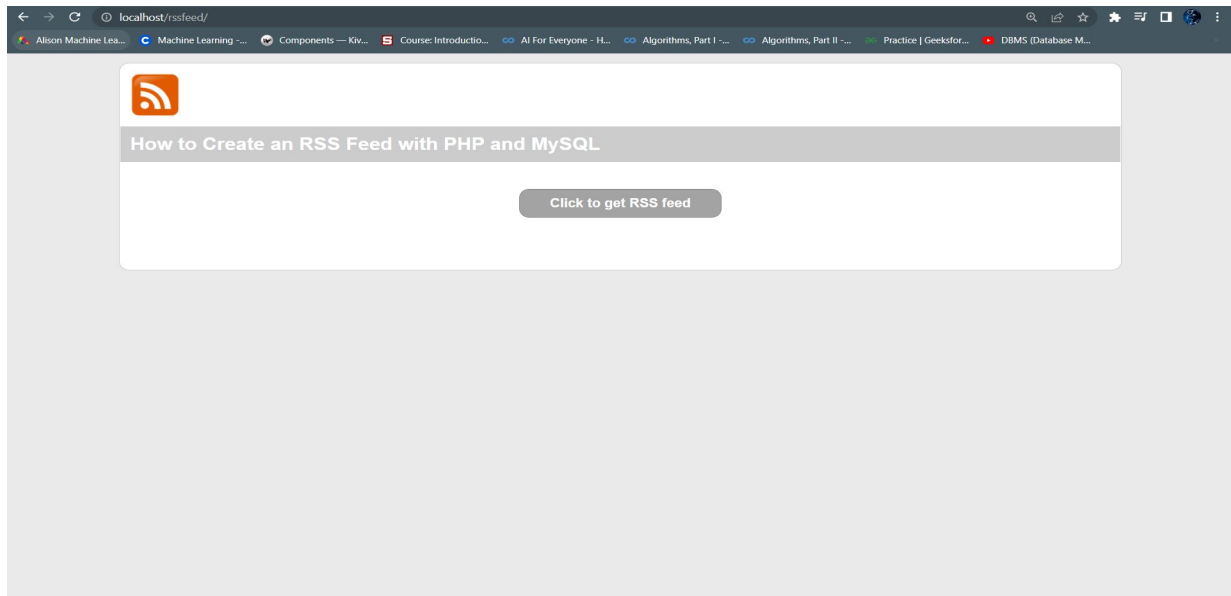 localhost/rssfeed/
Alison Machine Lea... Machine Learning -... Components — Kiv... Course: Introductio... AI For Everyone - H... Algorithms, Part I -... Algorithms, Part II -... Practice | Geeksfor... DBMS (Database M...
How to Create an RSS Feed with PHP and MySQL
Click to get RSS feed